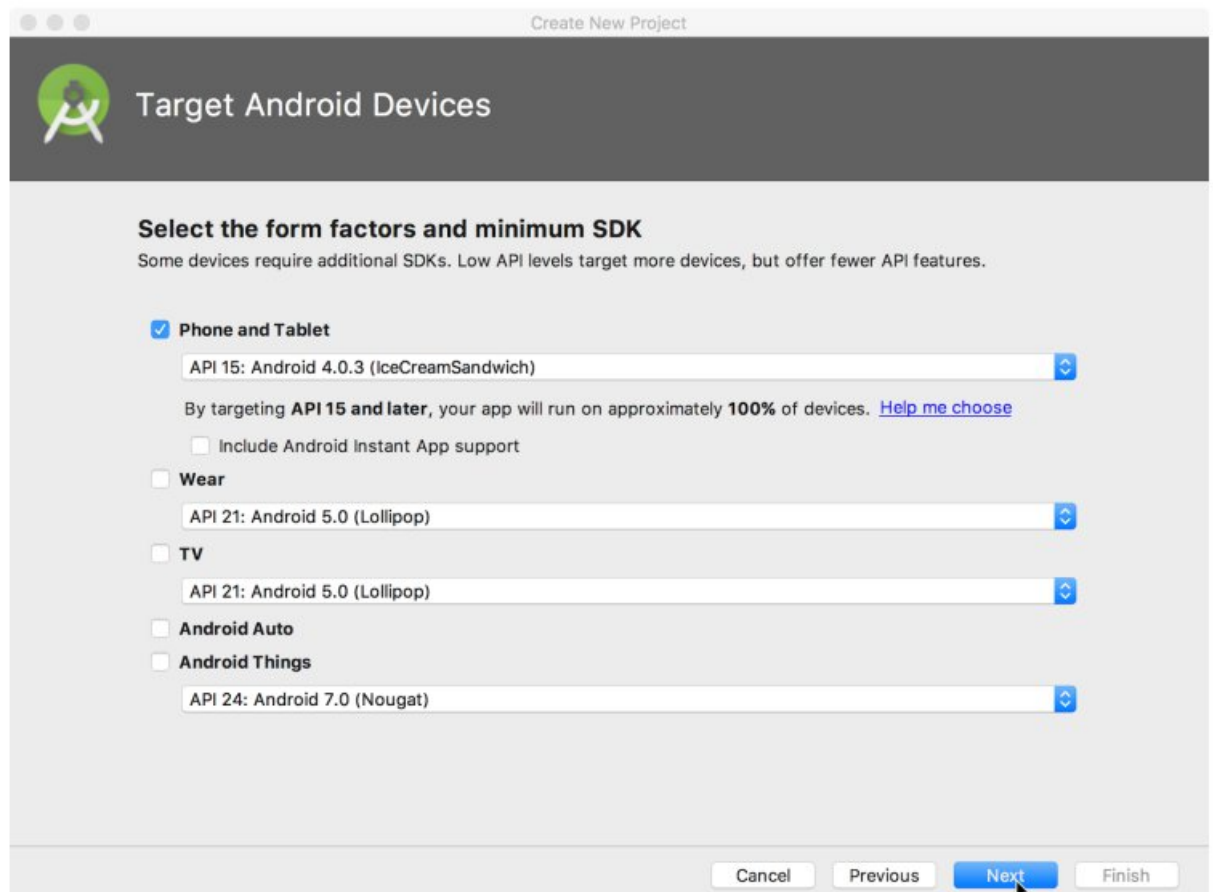 Create New Project
Target Android Devices
Select the form factors and minimum SDK
Some devices require additional SDKs. Low API levels target more devices, but offer fewer API features.
Phone and Tablet
API 15: Android 4.0.3 (IceCreamSandwich)
By targeting API 15 and later, your app will run on approximately 100% of devices. Help me choose
Include Android Instant App support
Wear
API 21: Android 5.0 (Lollipop)
TV
API 21: Android 5.0 (Lollipop)
Android Auto
Android Things
API 24: Android 7.0 (Nougat)
Cancel Previous Next Finish